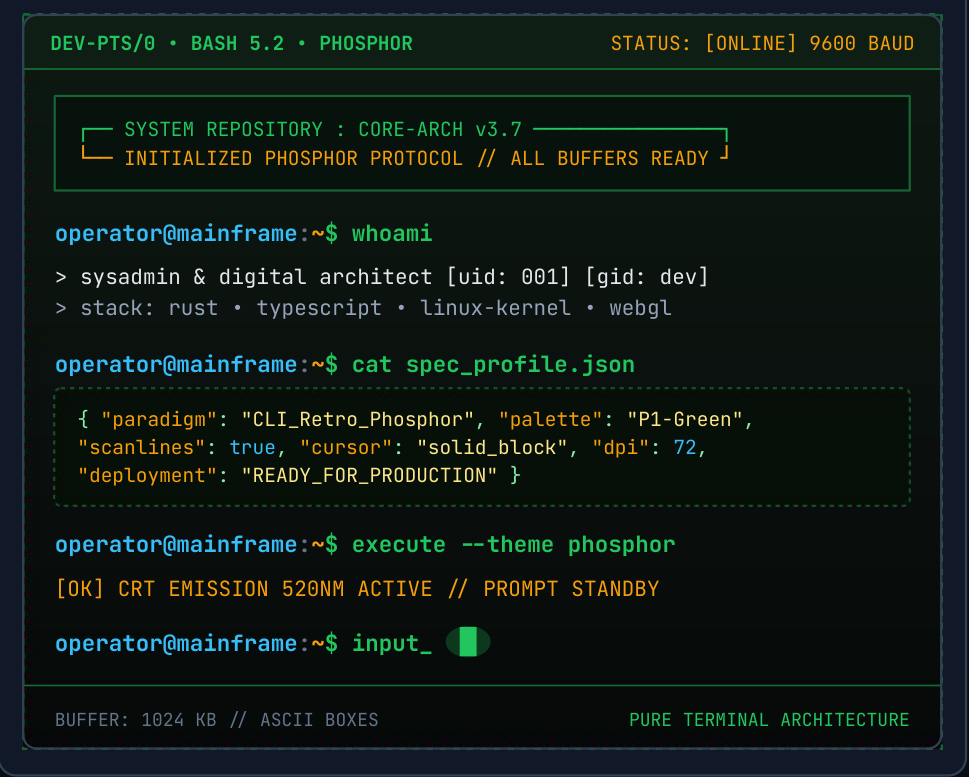 DEV-PTS/0 • BASH 5.2 • PHOSPHOR
STATUS: [ONLINE] 9600 BAUD
┌── SYSTEM REPOSITORY : CORE-ARCH v3.7 ────────────────┐
└── INITIALIZED PHOSPHOR PROTOCOL // ALL BUFFERS READY ┘
operator@mainframe:~$ whoami
> sysadmin & digital architect [uid: 001] [gid: dev]
> stack: rust • typescript • linux-kernel • webgl
operator@mainframe:~$ cat spec_profile.json
{ "paradigm": "CLI_Retro_Phosphor", "palette": "P1-Green",
"scanlines": true, "cursor": "solid_block", "dpi": 72,
"deployment": "READY_FOR_PRODUCTION" }
operator@mainframe:~$ execute --theme phosphor
[OK] CRT EMISSION 520NM ACTIVE // PROMPT STANDBY
operator@mainframe:~$ input_ █
BUFFER: 1024 KB // ASCII BOXES
PURE TERMINAL ARCHITECTURE